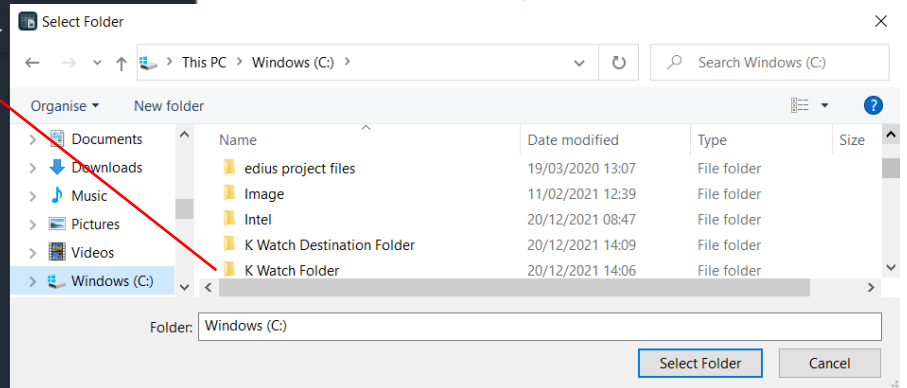 Select Folder
This PC Windows (C:)
Search Windows (C:)
Organise New folder ?
Name Date modified Type Size
Documents
Downloads
Music
Pictures
Videos
Windows (C:)
edius project files 19/03/2020 13:07 File folder
Image 11/02/2021 12:39 File folder
Intel 20/12/2021 08:47 File folder
K Watch Destination Folder 20/12/2021 14:09 File folder
K Watch Folder 20/12/2021 14:06 File folder
Folder: Windows (C:)
Select Folder Cancel